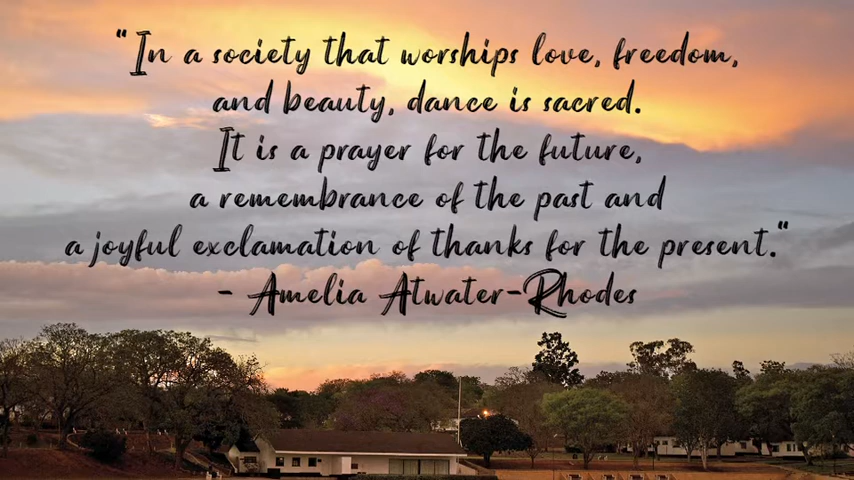 "In a society that worships love, freedom,
and beauty, dance is sacred.
It is a prayer for the future,
a remembrance of the past and
a joyful exclamation of thanks for the present."
- Amelia Atwater-Rhodes